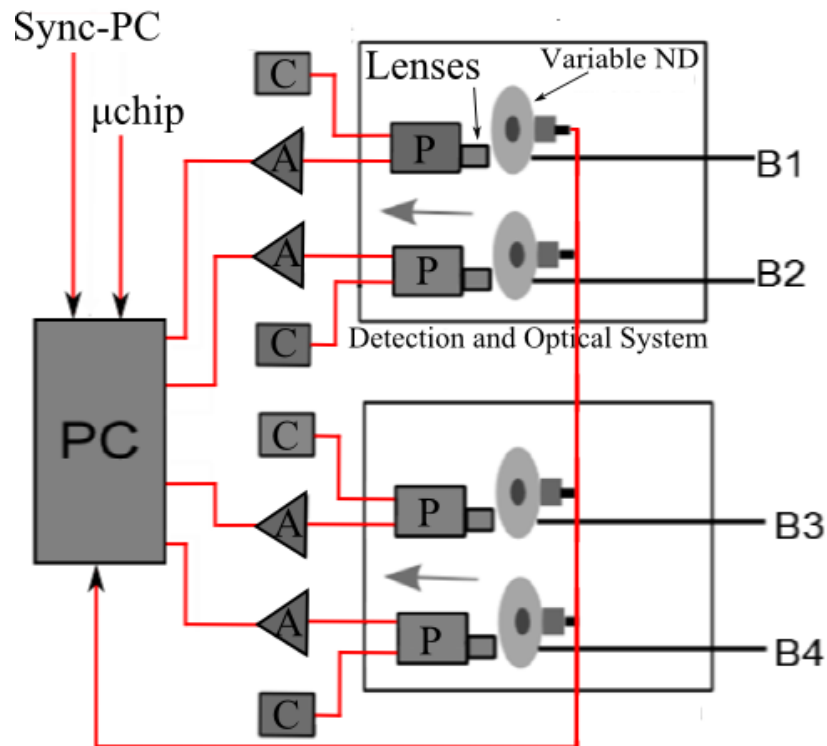 Sync-PC
μchip
C
Lenses
Variable ND
A
P
B1
A
P
B2
C
Detection and Optical System
PC
C
P
A
B3
A
P
B4
C